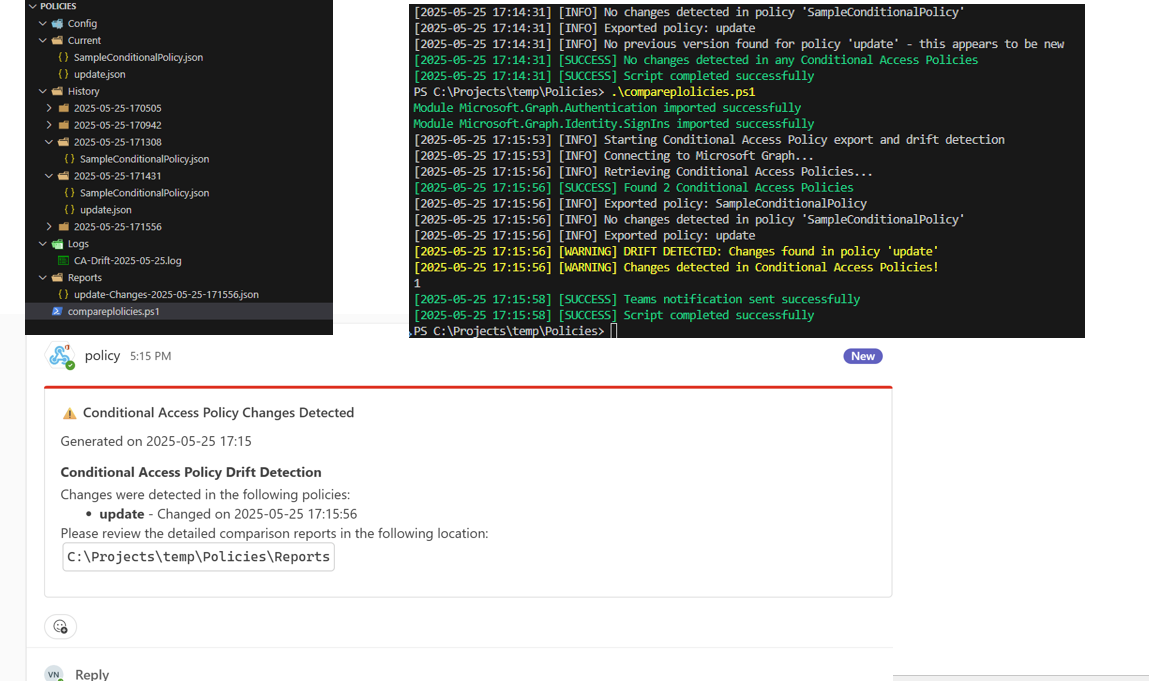 POLICIES
Config
Current
{} SampleConditionalPolicy.json
{} update.json
History
2025-05-25-170505
2025-05-25-170942
2025-05-25-171308
{} SampleConditionalPolicy.json
2025-05-25-171431
{} SampleConditionalPolicy.json
{} update.json
2025-05-25-171556
Logs
CA-Drift-2025-05-25.log
Reports
{} update-Changes-2025-05-25-171556.json
compareplolicies.ps1
[2025-05-25 17:14:31] [INFO] No changes detected in policy 'SampleConditionalPolicy'
[2025-05-25 17:14:31] [INFO] Exported policy: update
[2025-05-25 17:14:31] [INFO] No previous version found for policy 'update' - this appears to be new
[2025-05-25 17:14:31] [SUCCESS] No changes detected in any Conditional Access Policies
[2025-05-25 17:14:31] [SUCCESS] Script completed successfully
PS C:\Projects\temp\Policies> .\compareplolicies.ps1
Module Microsoft.Graph.Authentication imported successfully
Module Microsoft.Graph.Identity.SignIns imported successfully
[2025-05-25 17:15:53] [INFO] Starting Conditional Access Policy export and drift detection
[2025-05-25 17:15:53] [INFO] Connecting to Microsoft Graph...
[2025-05-25 17:15:56] [INFO] Retrieving Conditional Access Policies...
[2025-05-25 17:15:56] [SUCCESS] Found 2 Conditional Access Policies
[2025-05-25 17:15:56] [INFO] Exported policy: SampleConditionalPolicy
[2025-05-25 17:15:56] [INFO] No changes detected in policy 'SampleConditionalPolicy'
[2025-05-25 17:15:56] [INFO] Exported policy: update
[2025-05-25 17:15:56] [WARNING] DRIFT DETECTED: Changes found in policy 'update'
[2025-05-25 17:15:56] [WARNING] Changes detected in Conditional Access Policies!
1
[2025-05-25 17:15:58] [SUCCESS] Teams notification sent successfully
[2025-05-25 17:15:58] [SUCCESS] Script completed successfully
PS C:\Projects\temp\Policies>
policy 5:15 PM
New
Conditional Access Policy Changes Detected
Generated on 2025-05-25 17:15
Conditional Access Policy Drift Detection
Changes were detected in the following policies:
• update - Changed on 2025-05-25 17:15:56
Please review the detailed comparison reports in the following location:
C:\Projects\temp\Policies\Reports
VN Reply